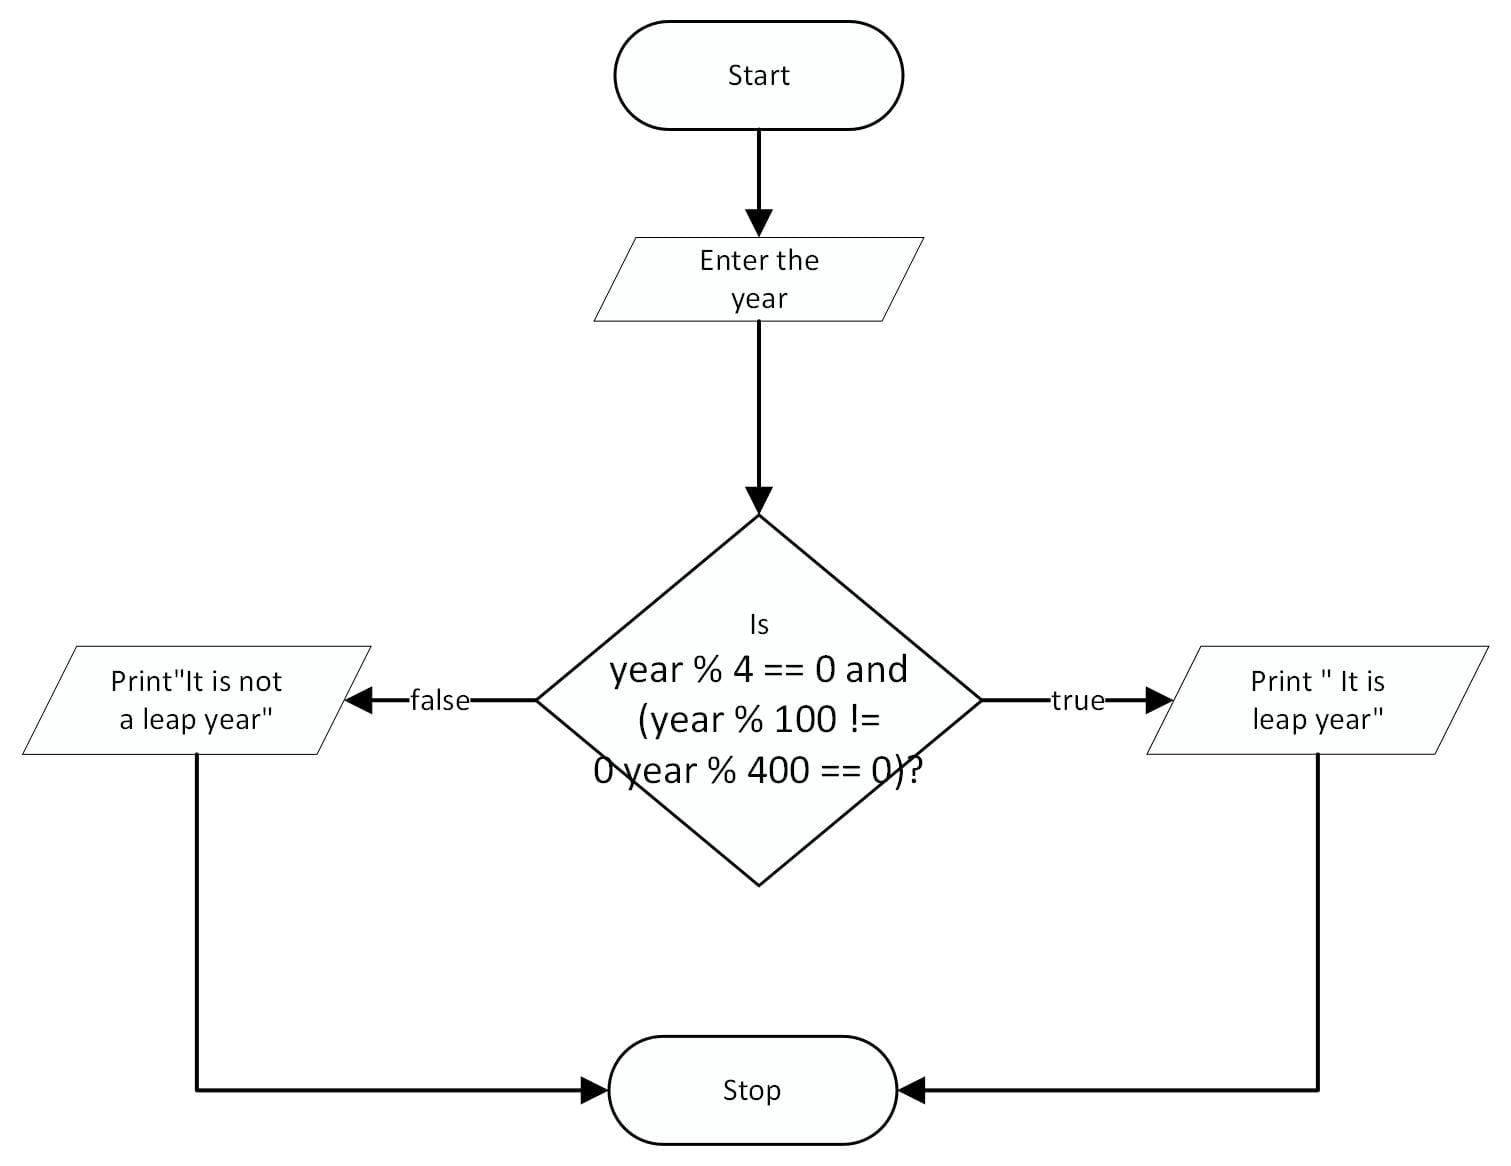 Start
Enter the
year
Is
year % 4 == 0 and
(year % 100 !=
0 year % 400 == 0)?
false
true
Print"It is not
a leap year"
Print " It is
leap year"
Stop